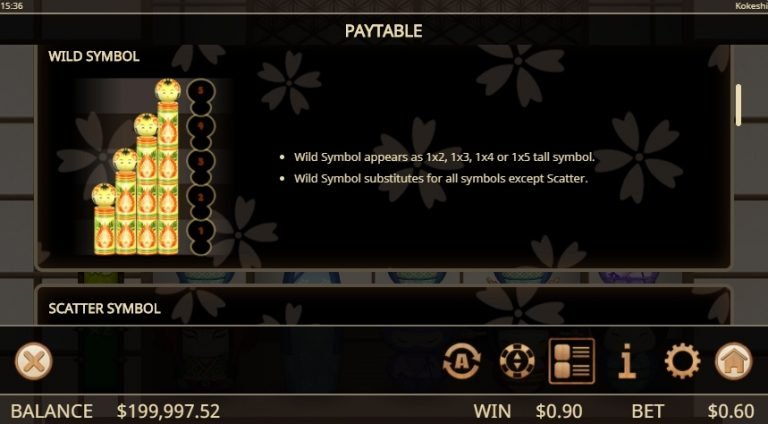 15:36 Kokeshi
PAYTABLE
WILD SYMBOL
5
4
3
2
1
• Wild Symbol appears as 1x2, 1x3, 1x4 or 1x5 tall symbol.
• Wild Symbol substitutes for all symbols except Scatter.
SCATTER SYMBOL
A
BALANCE $199,997.52 WIN $0.90 BET $0.60